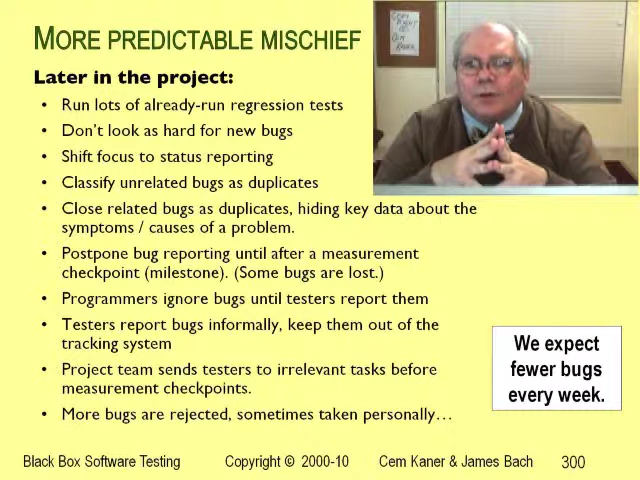 MORE PREDICTABLE MISCHIEF
Later in the project:
• Run lots of already-run regression tests
• Don't look as hard for new bugs
• Shift focus to status reporting
• Classify unrelated bugs as duplicates
• Close related bugs as duplicates, hiding key data about the
symptoms / causes of a problem.
• Postpone bug reporting until after a measurement
checkpoint (milestone). (Some bugs are lost.)
• Programmers ignore bugs until testers report them
• Testers report bugs informally, keep them out of the
tracking system
• Project team sends testers to irrelevant tasks before
measurement checkpoints.
• More bugs are rejected, sometimes taken personally…
We expect
fewer bugs
every week.
Black Box Software Testing Copyright © 2000-10 Cem Kaner & James Bach 300